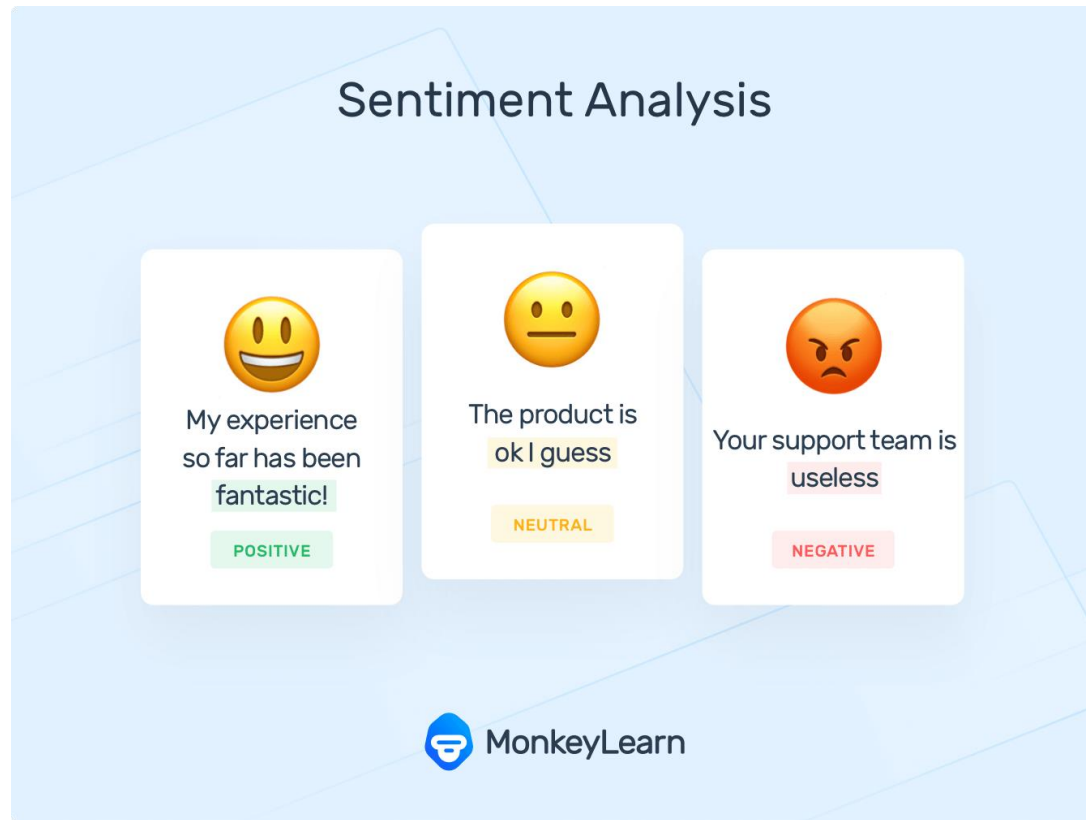 Sentiment Analysis
My experience
so far has been
fantastic!
POSITIVE
The product is
ok I guess
NEUTRAL
Your support team is
useless
NEGATIVE
MonkeyLearn